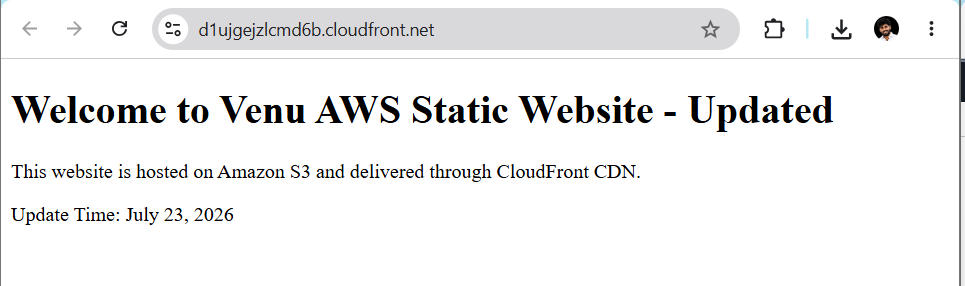 d1ujgejzlcmd6b.cloudfront.net
Welcome to Venu AWS Static Website - Updated
This website is hosted on Amazon S3 and delivered through CloudFront CDN.
Update Time: July 23, 2026